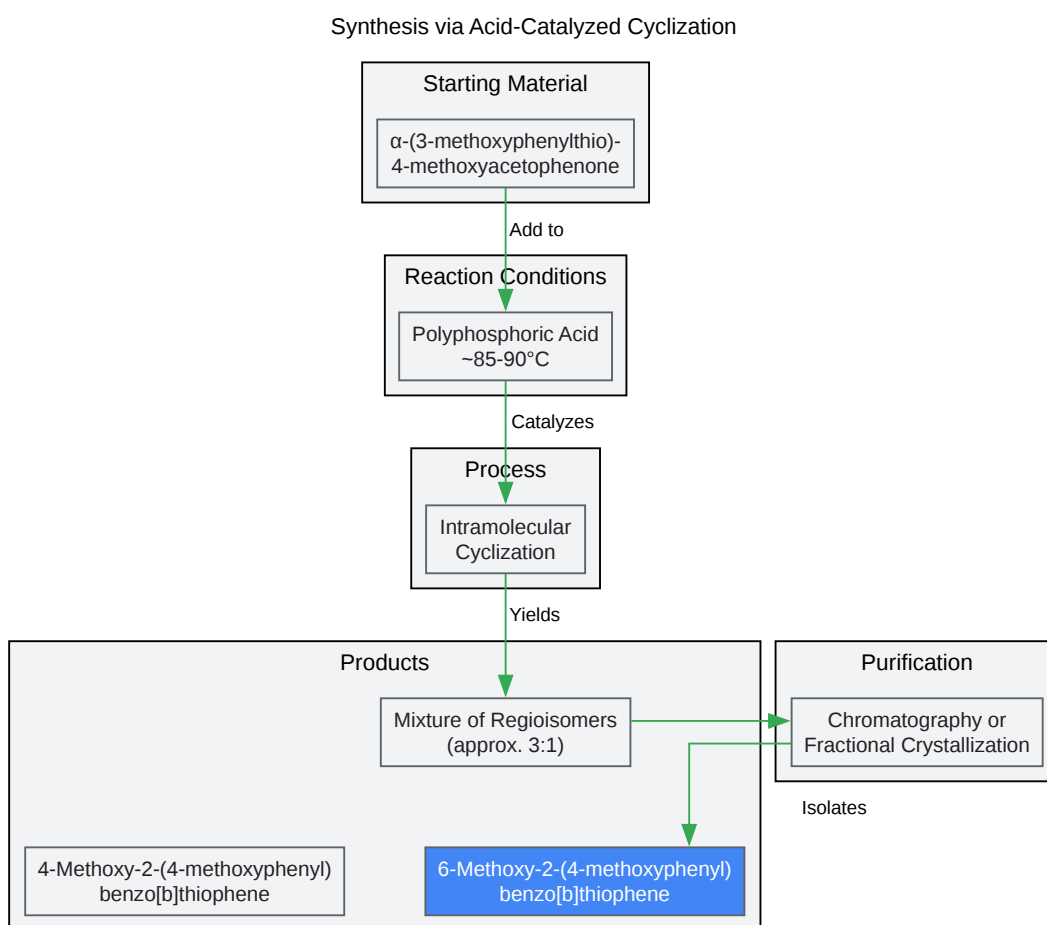 Synthesis via Acid-Catalyzed Cyclization
Starting Material
α-(3-methoxyphenylthio)-
4-methoxyacetophenone
Add to
Reaction Conditions
Polyphosphoric Acid
~85-90°C
Catalyzes
Process
Intramolecular
Cyclization
Yields
Products
Mixture of Regioisomers
(approx. 3:1)
Purification
Chromatography or
Fractional Crystallization
Isolates
4-Methoxy-2-(4-methoxyphenyl)
benzo[b]thiophene
6-Methoxy-2-(4-methoxyphenyl)
benzo[b]thiophene